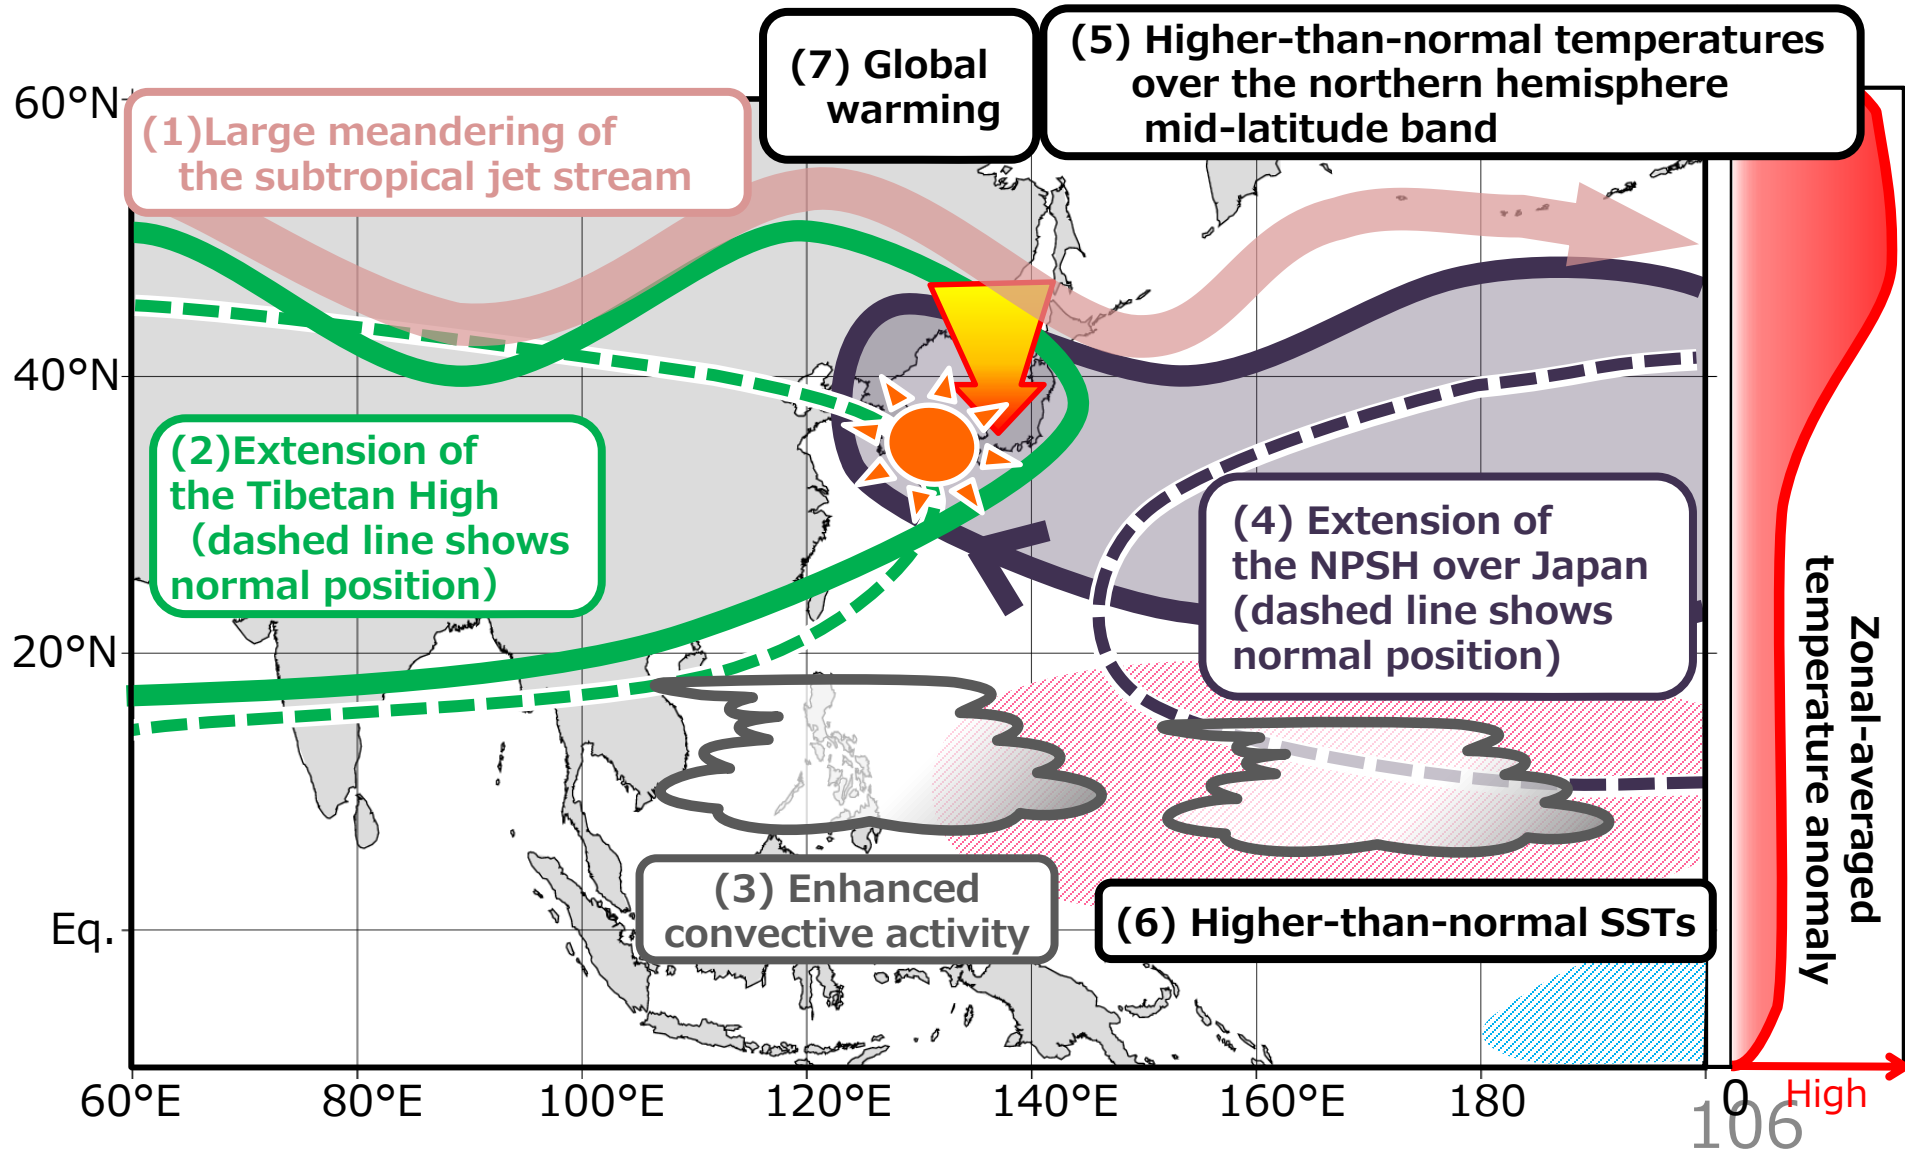 (7) Global
warming
(5) Higher-than-normal temperatures
over the northern hemisphere
mid-latitude band
60°N
(1)Large meandering of
the subtropical jet stream
40°N
(2)Extension of
the Tibetan High
(dashed line shows
normal position)
(4) Extension of
the NPSH over Japan
(dashed line shows
normal position)
20°N
Zonal-averaged
temperature anomaly
(3) Enhanced
convective activity
(6) Higher-than-normal SSTs
Eq.
60°E
80°E
100°E
120°E
140°E
160°E
180
0
High
106